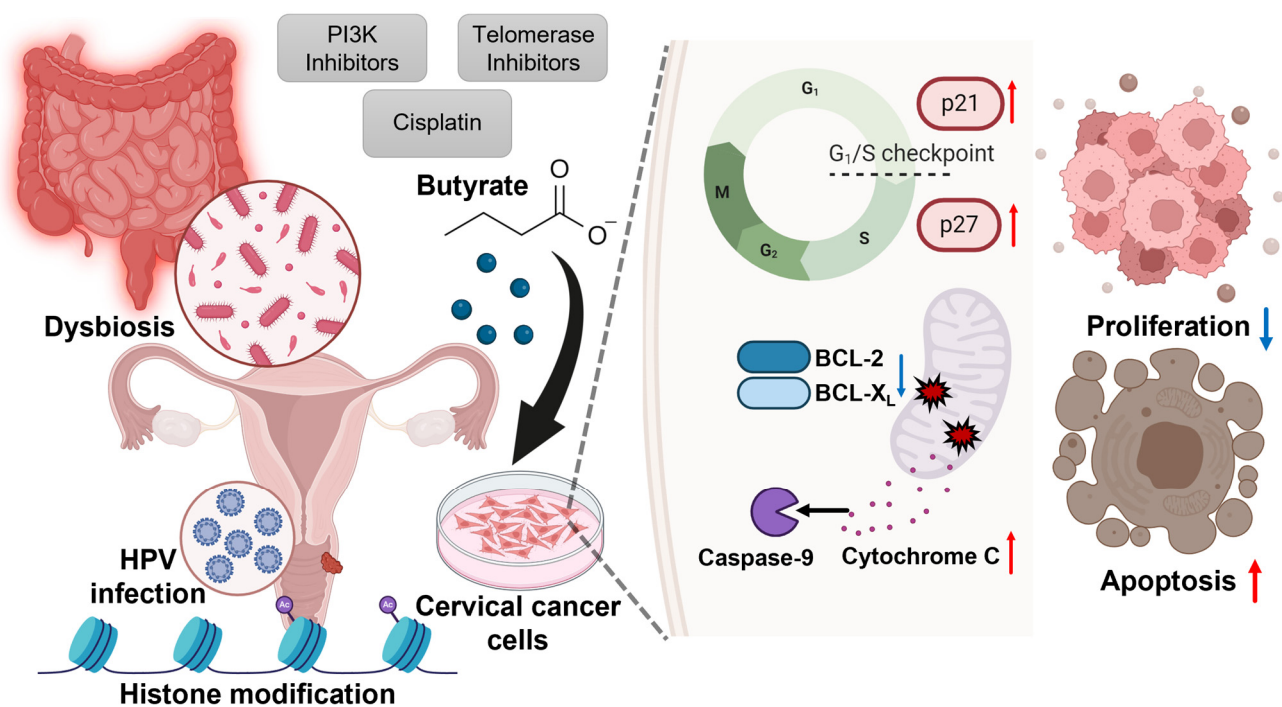 PI3K
Inhibitors
Telomerase
Inhibitors
Cisplatin
Butyrate
O
O−
Dysbiosis
HPV
infection
Ac
Ac
Histone modification
Cervical cancer
cells
G₁
M
G₂
S
p21
G₁/S checkpoint
p27
BCL-2
BCL-X_L
Caspase-9
Cytochrome C
Proliferation
Apoptosis